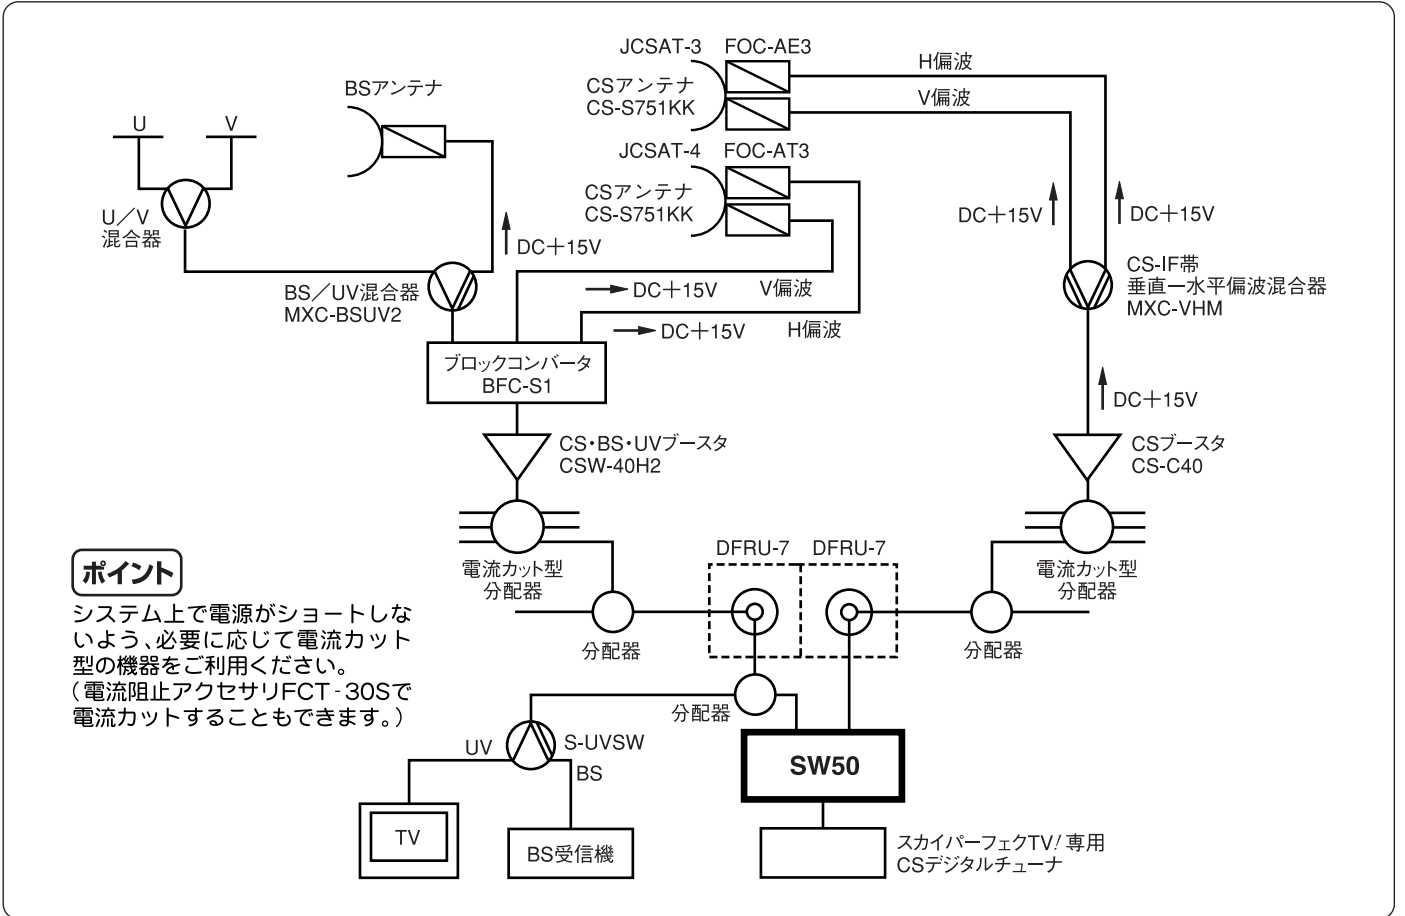 JCSAT-3 FOC-AE3
H偏波
BSアンテナ
CSアンテナ
CS-S751KK
V偏波
U V
JCSAT-4 FOC-AT3
CSアンテナ
CS-S751KK
U／V
混合器
DC＋15V
DC＋15V
DC＋15V
BS／UV混合器
MXC-BSUV2
DC＋15V
V偏波
DC＋15V
H偏波
CS-IF帯
垂直ー水平偏波混合器
MXC-VHM
ブロックコンバータ
BFC-S1
DC＋15V
CS・BS・UVブースタ
CSW-40H2
CSブースタ
CS-C40
電流カット型
分配器
DFRU-7 DFRU-7
電流カット型
分配器
分配器
分配器
ポイント
システム上で電源がショートしな
いよう、必要に応じて電流カット
型の機器をご利用ください。
（電流阻止アクセサリFCT-30Sで
電流カットすることもできます。）
分配器
UV
S-UVSW
BS
SW50
TV
BS受信機
スカイパーフェクTV!専用
CSデジタルチューナ